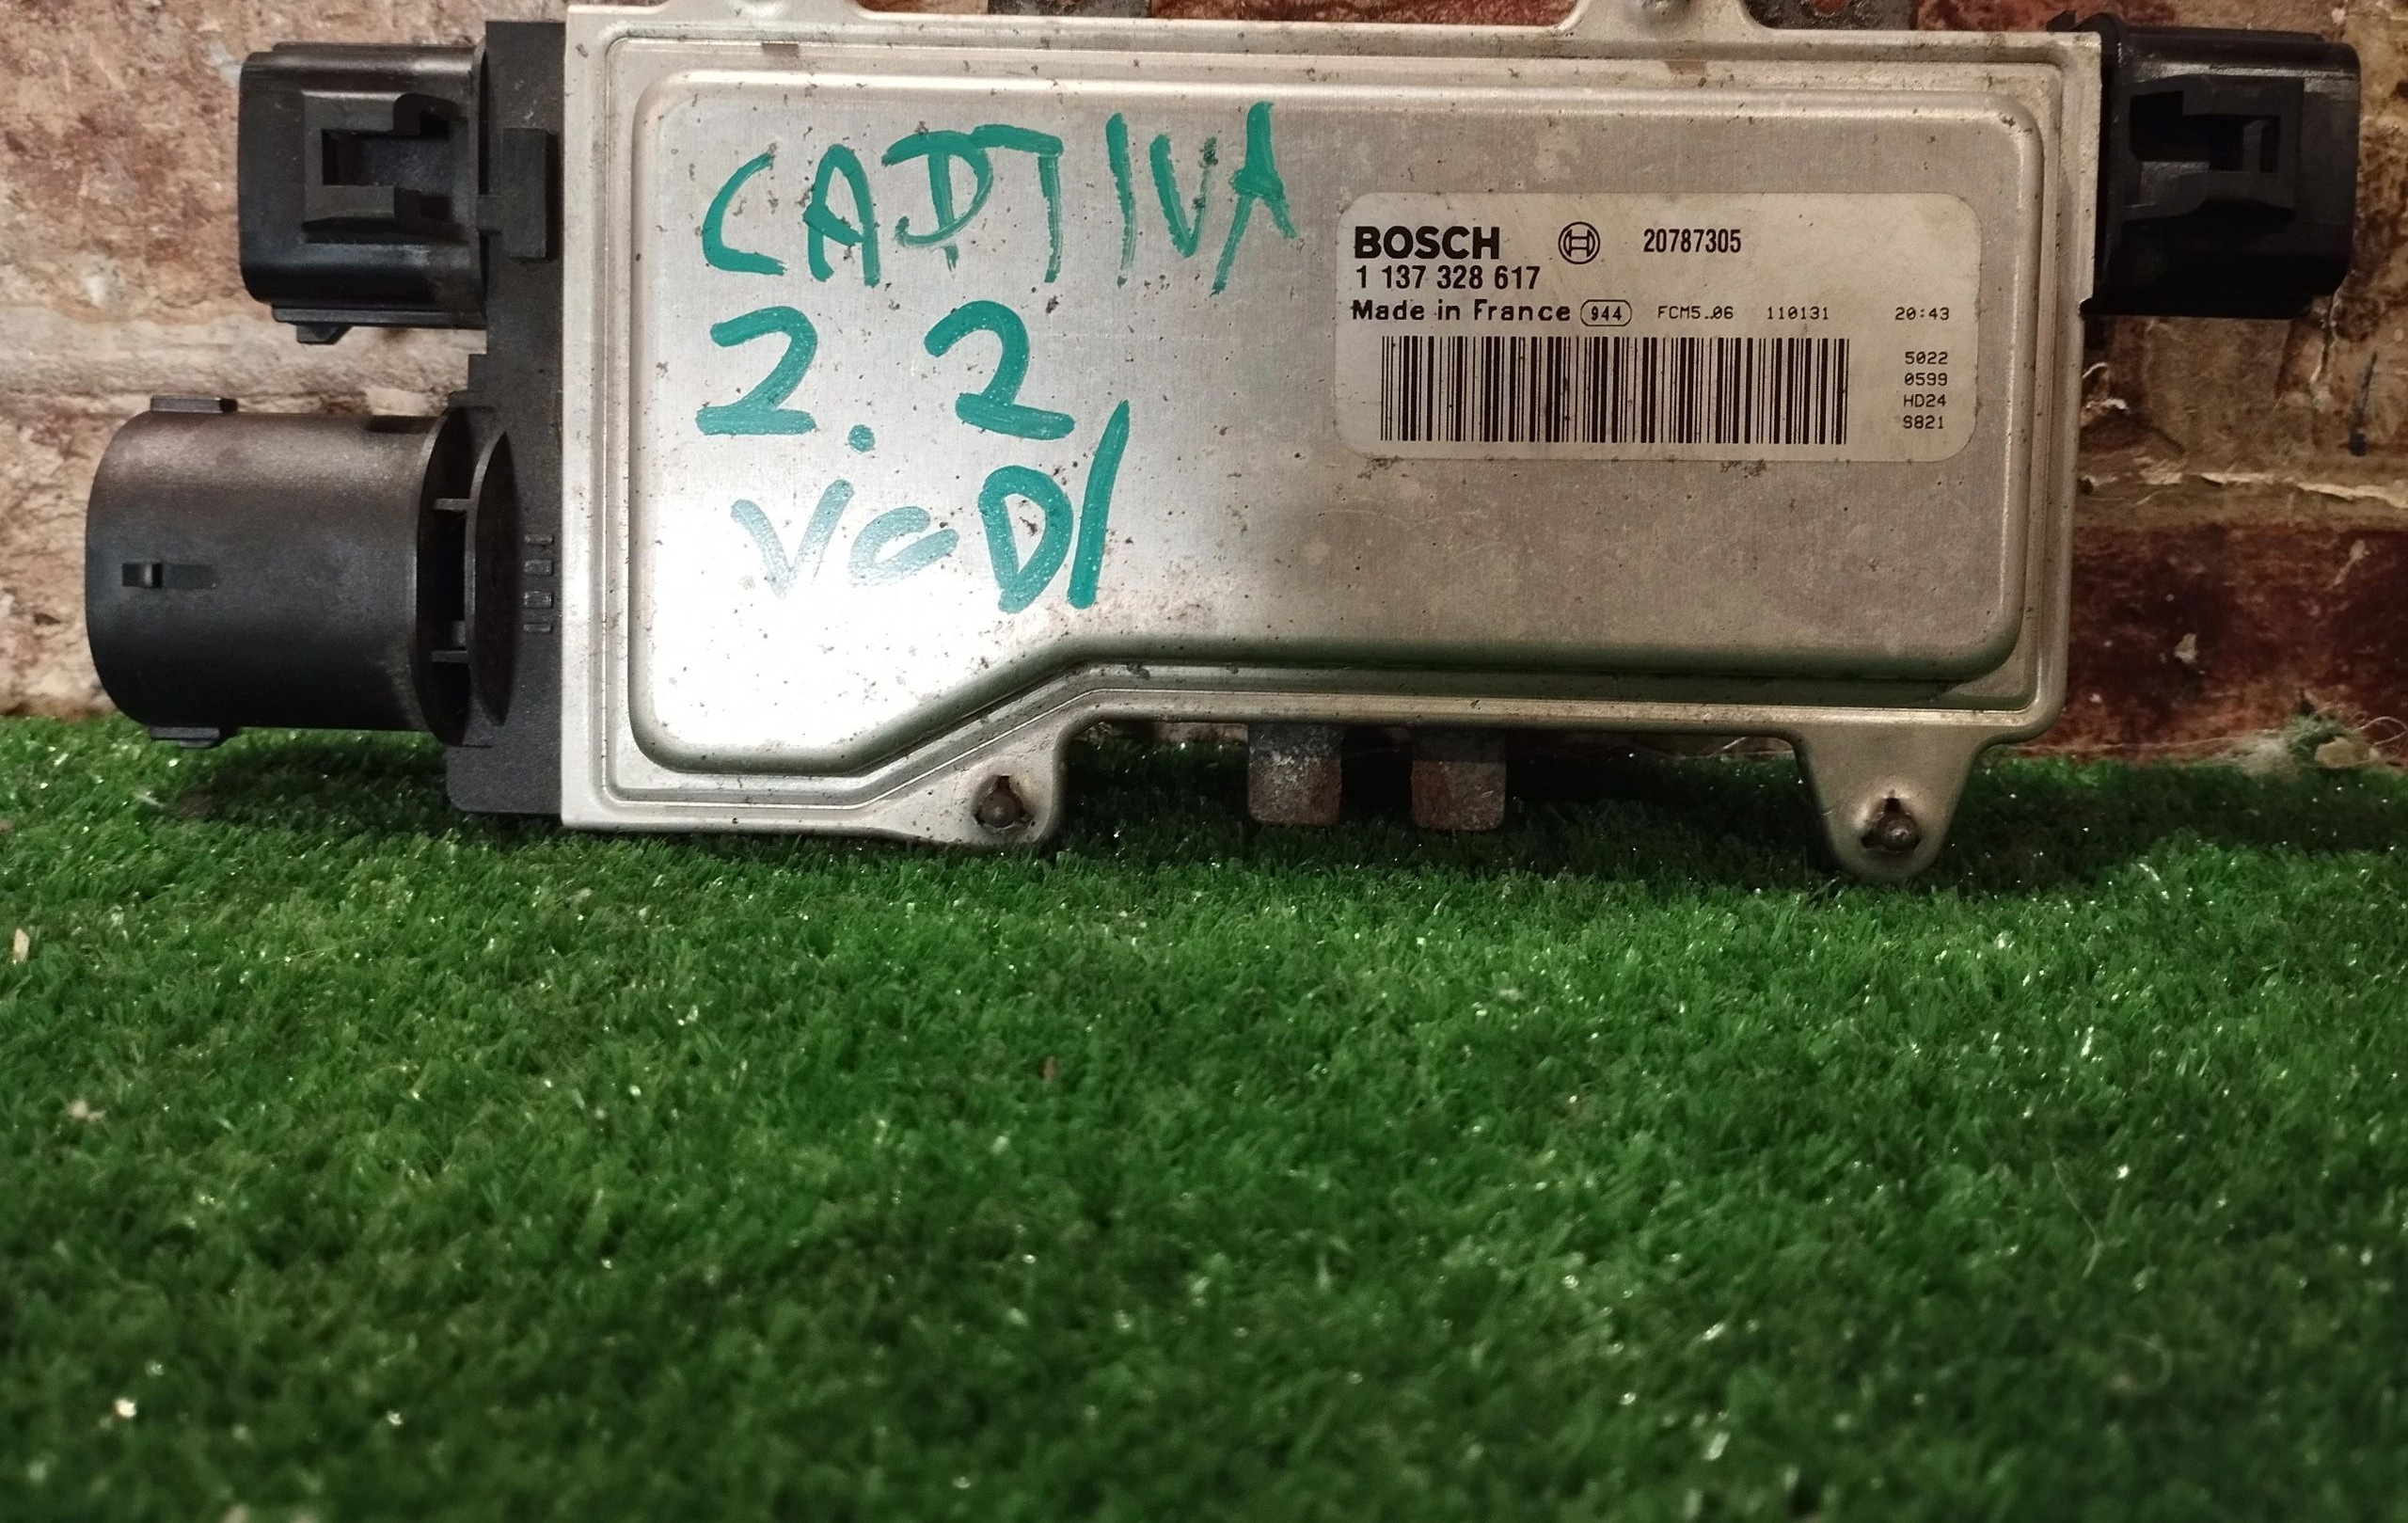 CAPTIVA
2.2
VCDI
BOSCH 20787305
1 137 328 617
Made in France 944 FCM5..06 110131 20:43
5022
0599
HD24
S821